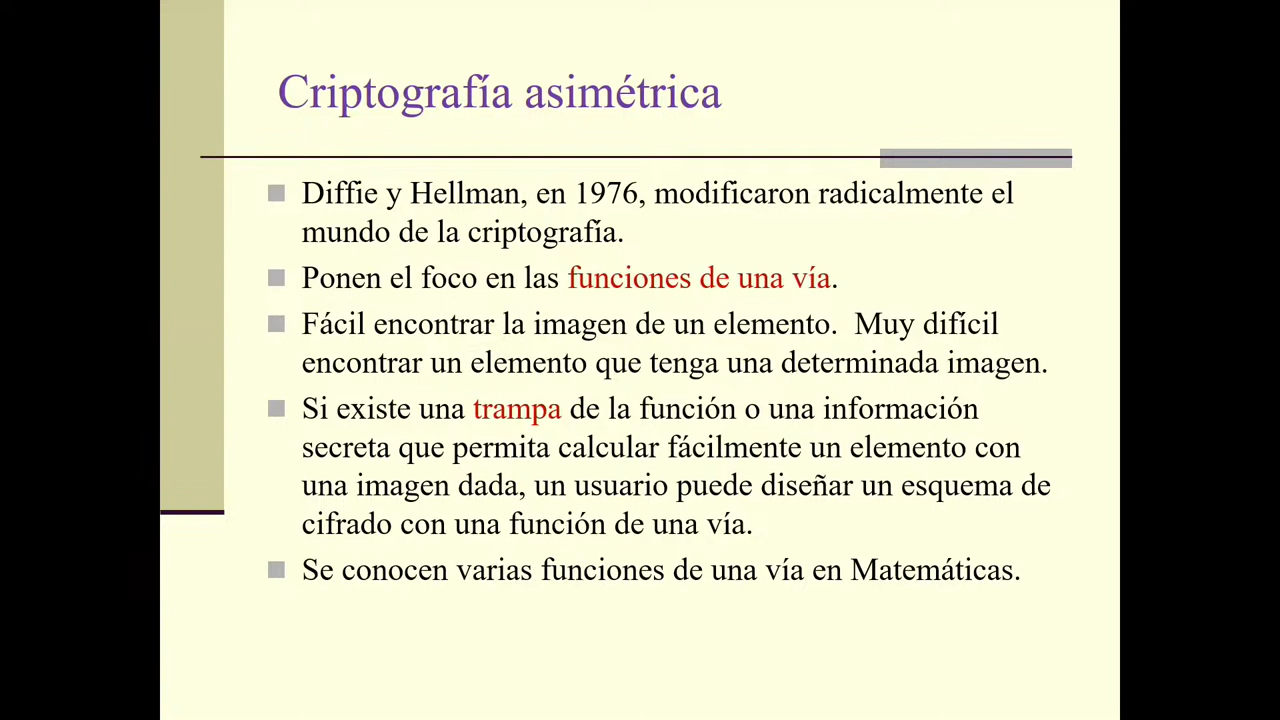 Criptografía asimétrica
Diffie y Hellman, en 1976, modificaron radicalmente el
mundo de la criptografía.
Ponen el foco en las funciones de una vía.
Fácil encontrar la imagen de un elemento. Muy difícil
encontrar un elemento que tenga una determinada imagen.
Si existe una trampa de la función o una información
secreta que permita calcular fácilmente un elemento con
una imagen dada, un usuario puede diseñar un esquema de
cifrado con una función de una vía.
Se conocen varias funciones de una vía en Matemáticas.